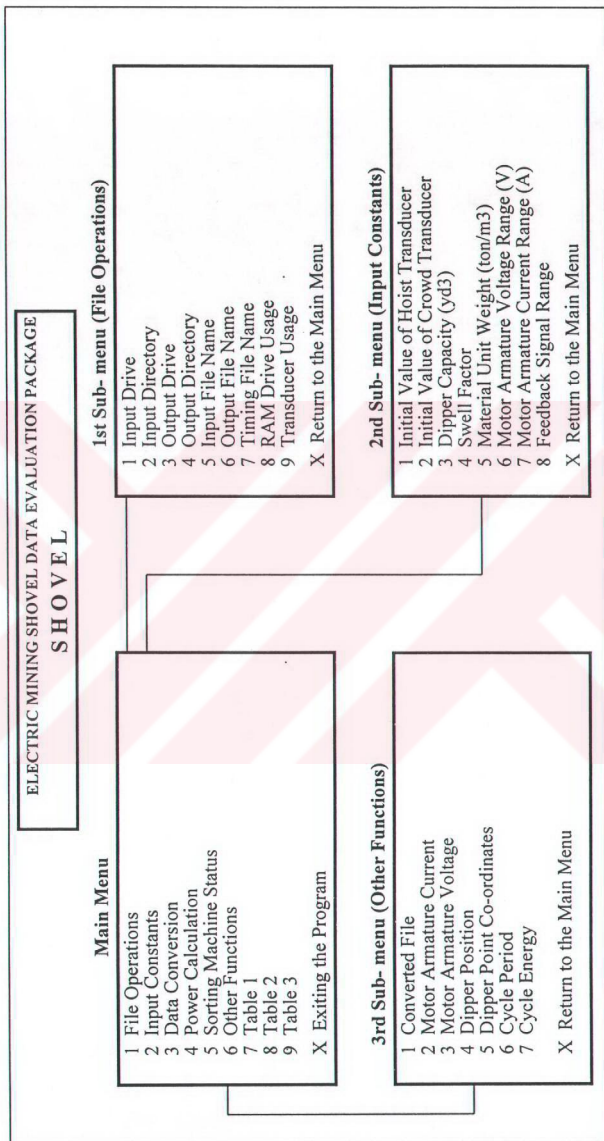 ELECTRIC MINING SHOVEL DATA EVALUATION PACKAGE
SHOVEL
Main Menu
1 File Operations
2 Input Constants
3 Data Conversion
4 Power Calculation
5 Sorting Machine Status
6 Other Functions
7 Table 1
8 Table 2
9 Table 3
X Exiting the Program
1st Sub- menu (File Operations)
1 Input Drive
2 Input Directory
3 Output Drive
4 Output Directory
5 Input File Name
6 Output File Name
7 Timing File Name
8 RAM Drive Usage
9 Transducer Usage
X Return to the Main Menu
3rd Sub- menu (Other Functions)
1 Converted File
2 Motor Armature Current
3 Motor Armature Voltage
4 Dipper Position
5 Dipper Point Co-ordinates
6 Cycle Period
7 Cycle Energy
X Return to the Main Menu
2nd Sub- menu (Input Constants)
1 Initial Value of Hoist Transducer
2 Initial Value of Crowd Transducer
3 Dipper Capacity (yd3)
4 Swell Factor
5 Material Unit Weight (ton/m3)
6 Motor Armature Voltage Range (V)
7 Motor Armature Current Range (A)
8 Feedback Signal Range
X Return to the Main Menu